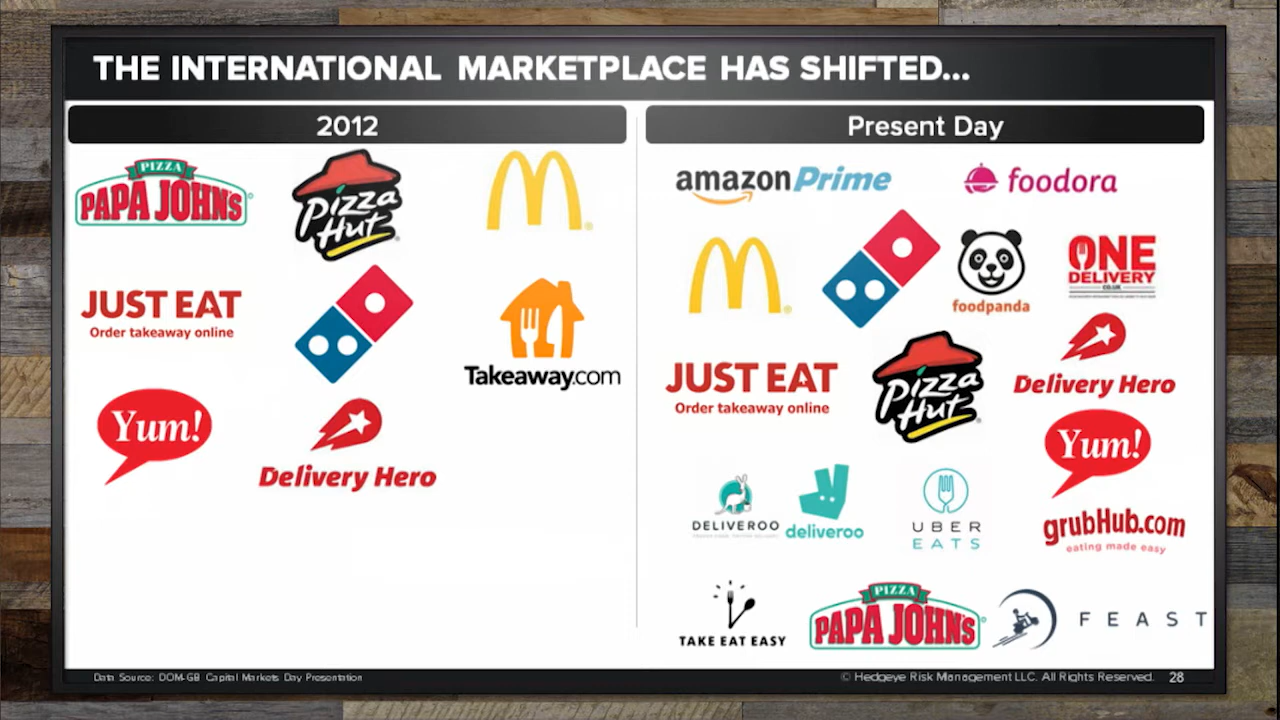 THE INTERNATIONAL MARKETPLACE HAS SHIFTED...
2012
PIZZA
PAPA JOHN'S
Pizza
Hut
JUST EAT
Order takeaway online
Takeaway.com
Yum!
Delivery Hero
Present Day
amazonPrime
foodora
foodpanda
ONE
DELIVERY
CO.UK
JUST EAT
Order takeaway online
Pizza
Hut
Delivery Hero
Yum!
DELIVEROO
deliveroo
UBER
EATS
grubHub.com
eating made easy
TAKE EAT EASY
PIZZA
PAPA JOHN'S
FEAST
Data Source: DOM-GB Capital Markets Day Presentation
© Hedgeye Risk Management LLC. All Rights Reserved.
28